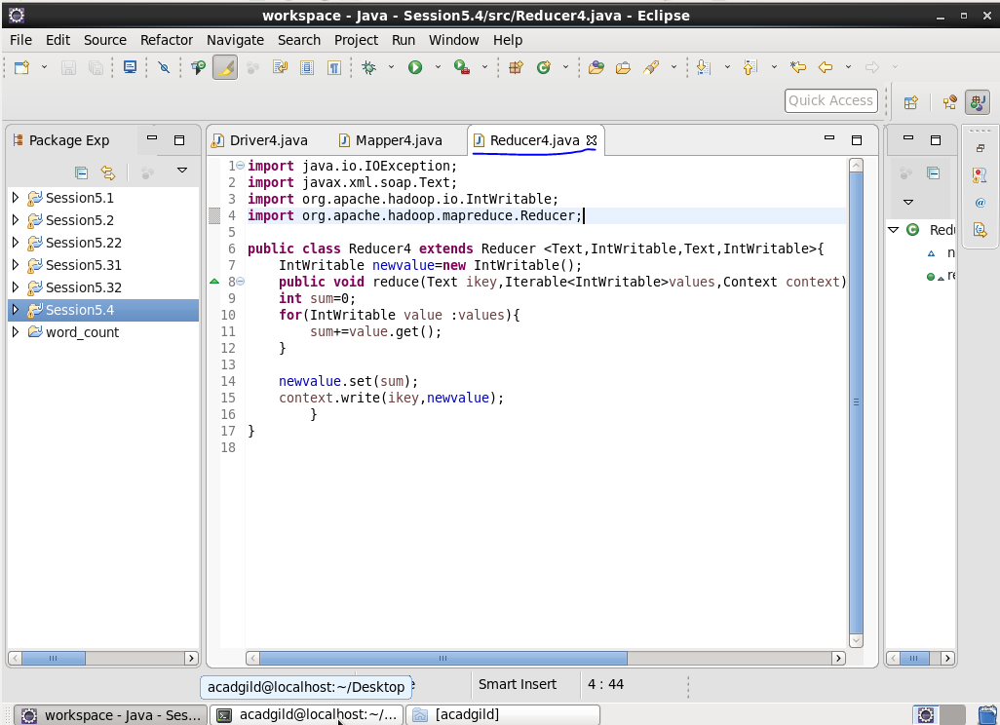 workspace - Java - Session5.4/src/Reducer4.java - Eclipse
File Edit Source Refactor Navigate Search Project Run Window Help
Quick Access
Package Exp
Driver4.java Mapper4.java Reducer4.java
Session5.1
Session5.2
Session5.22
Session5.31
Session5.32
Session5.4
word_count
1 import java.io.IOException;
2 import javax.xml.soap.Text;
3 import org.apache.hadoop.io.IntWritable;
4 import org.apache.hadoop.mapreduce.Reducer;
5
6 public class Reducer4 extends Reducer <Text,IntWritable,Text,IntWritable>{
7 IntWritable newvalue=new IntWritable();
8 public void reduce(Text ikey,Iterable<IntWritable>values,Context context)
9 int sum=0;
10 for(IntWritable value :values){
11 sum+=value.get();
12 }
13
14 newvalue.set(sum);
15 context.write(ikey,newvalue);
16 }
17 }
18
Redu
n
re
acadgild@localhost:~/Desktop
Smart Insert
4 : 44
workspace - Java - Ses...
acadgild@localhost:~/...
[acadgild]